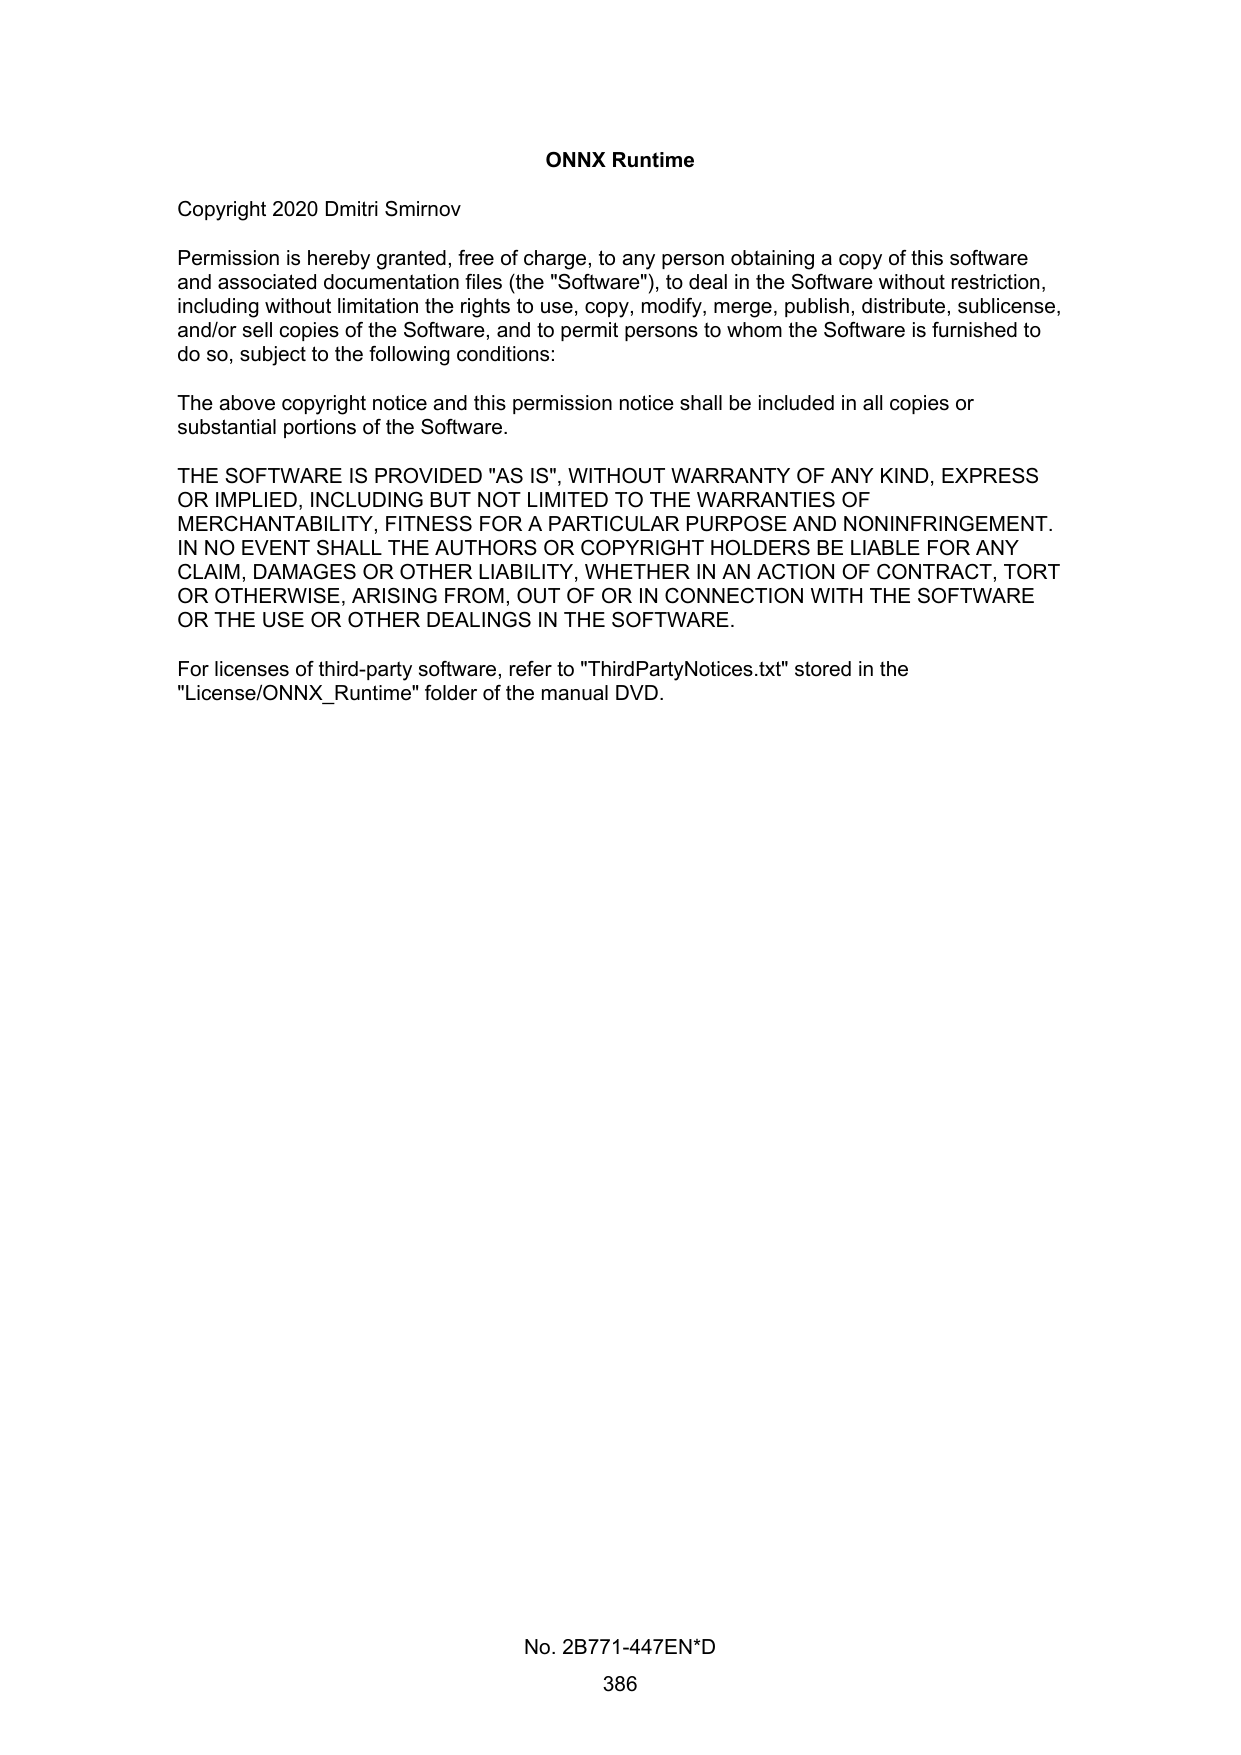 ONNX Runtime
Copyright 2020 Dmitri Smirnov
Permission is hereby granted, free of charge, to any person obtaining a copy of this software
and associated documentation files (the "Software"), to deal in the Software without restriction,
including without limitation the rights to use, copy, modify, merge, publish, distribute, sublicense,
and/or sell copies of the Software, and to permit persons to whom the Software is furnished to
do so, subject to the following conditions:
The above copyright notice and this permission notice shall be included in all copies or
substantial portions of the Software.
THE SOFTWARE IS PROVIDED "AS IS", WITHOUT WARRANTY OF ANY KIND, EXPRESS
OR IMPLIED, INCLUDING BUT NOT LIMITED TO THE WARRANTIES OF
MERCHANTABILITY, FITNESS FOR A PARTICULAR PURPOSE AND NONINFRINGEMENT.
IN NO EVENT SHALL THE AUTHORS OR COPYRIGHT HOLDERS BE LIABLE FOR ANY
CLAIM, DAMAGES OR OTHER LIABILITY, WHETHER IN AN ACTION OF CONTRACT, TORT
OR OTHERWISE, ARISING FROM, OUT OF OR IN CONNECTION WITH THE SOFTWARE
OR THE USE OR OTHER DEALINGS IN THE SOFTWARE.
For licenses of third-party software, refer to "ThirdPartyNotices.txt" stored in the
"License/ONNX_Runtime" folder of the manual DVD.
No. 2B771-447EN*D
386